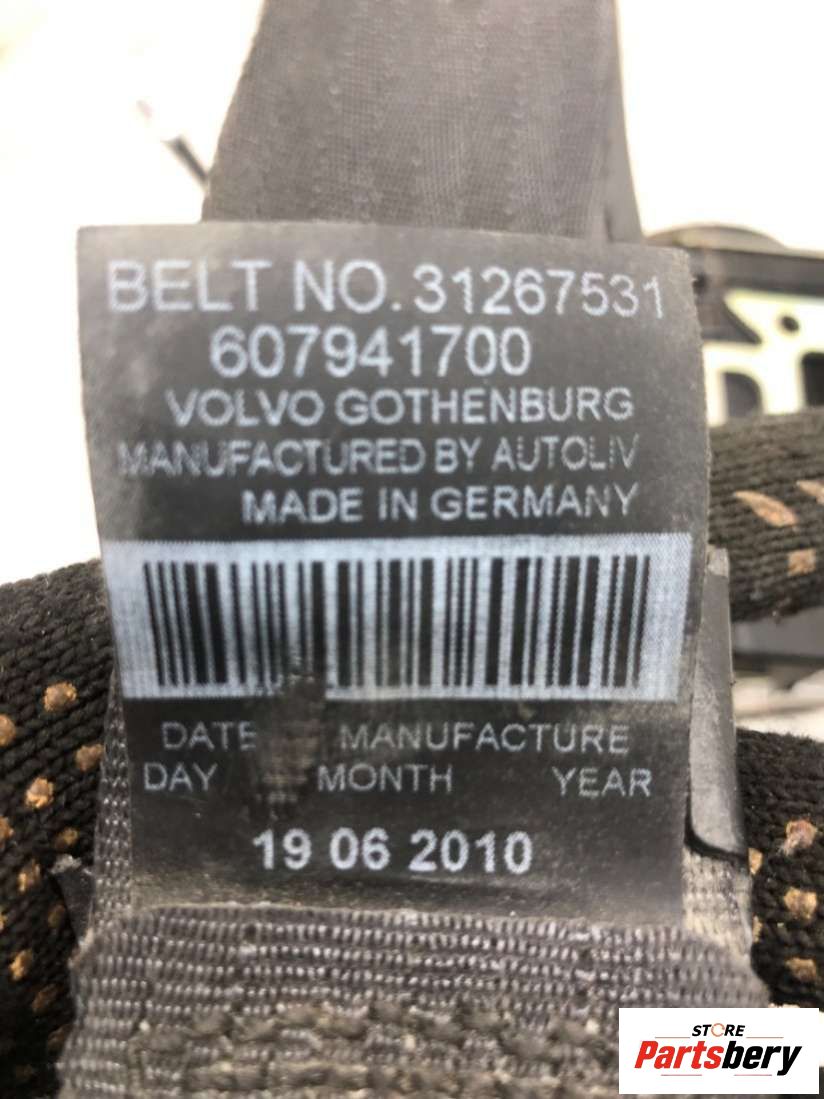 BELT NO. 31267531
607941700
VOLVO GOTHENBURG
MANUFACTURED BY AUTOLIV
MADE IN GERMANY
DATE MANUFACTURE
DAY MONTH YEAR
19 06 2010
STORE
Partsbery